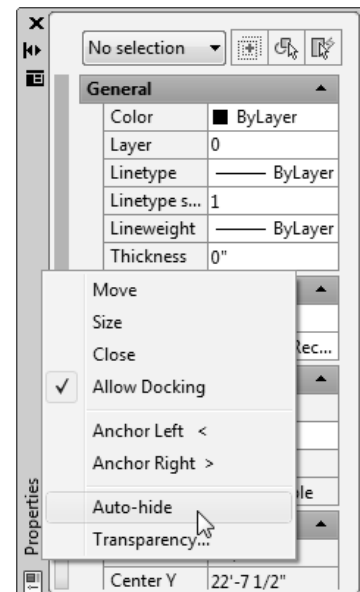 No selection
General
Color ByLayer
Layer 0
Linetype ByLayer
Linetype s... 1
Lineweight ByLayer
Thickness 0"
Move
Size
Close
Rec...
Allow Docking
Anchor Left <
Anchor Right >
Auto-hide
Transparency...
Center Y 22'-7 1/2"
Properties